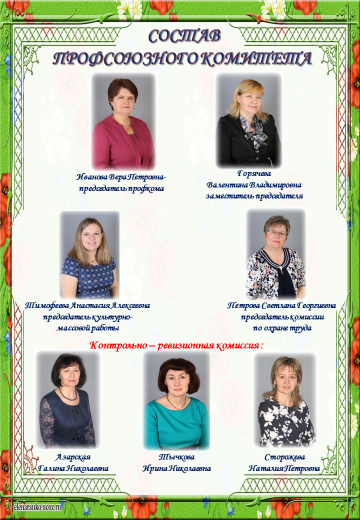 СОСТАВ
ПРОФСОЮЗНОГО КОМИТЕТА
Иванова Вера Петровна-
председатель профкома
Горячева
Валентина Владимировна
заместитель председателя
Тимофеева Анастасия Алексеевна
председатель культурно-
массовой работы
Петрова Светлана Георгиевна
председатель комиссии
по охране труда
Контрольно – ревизионная комиссия :
Азарская
Галина Николаевна
Тычкова
Ирина Николаевна
Сторожева
Наталия Петровна